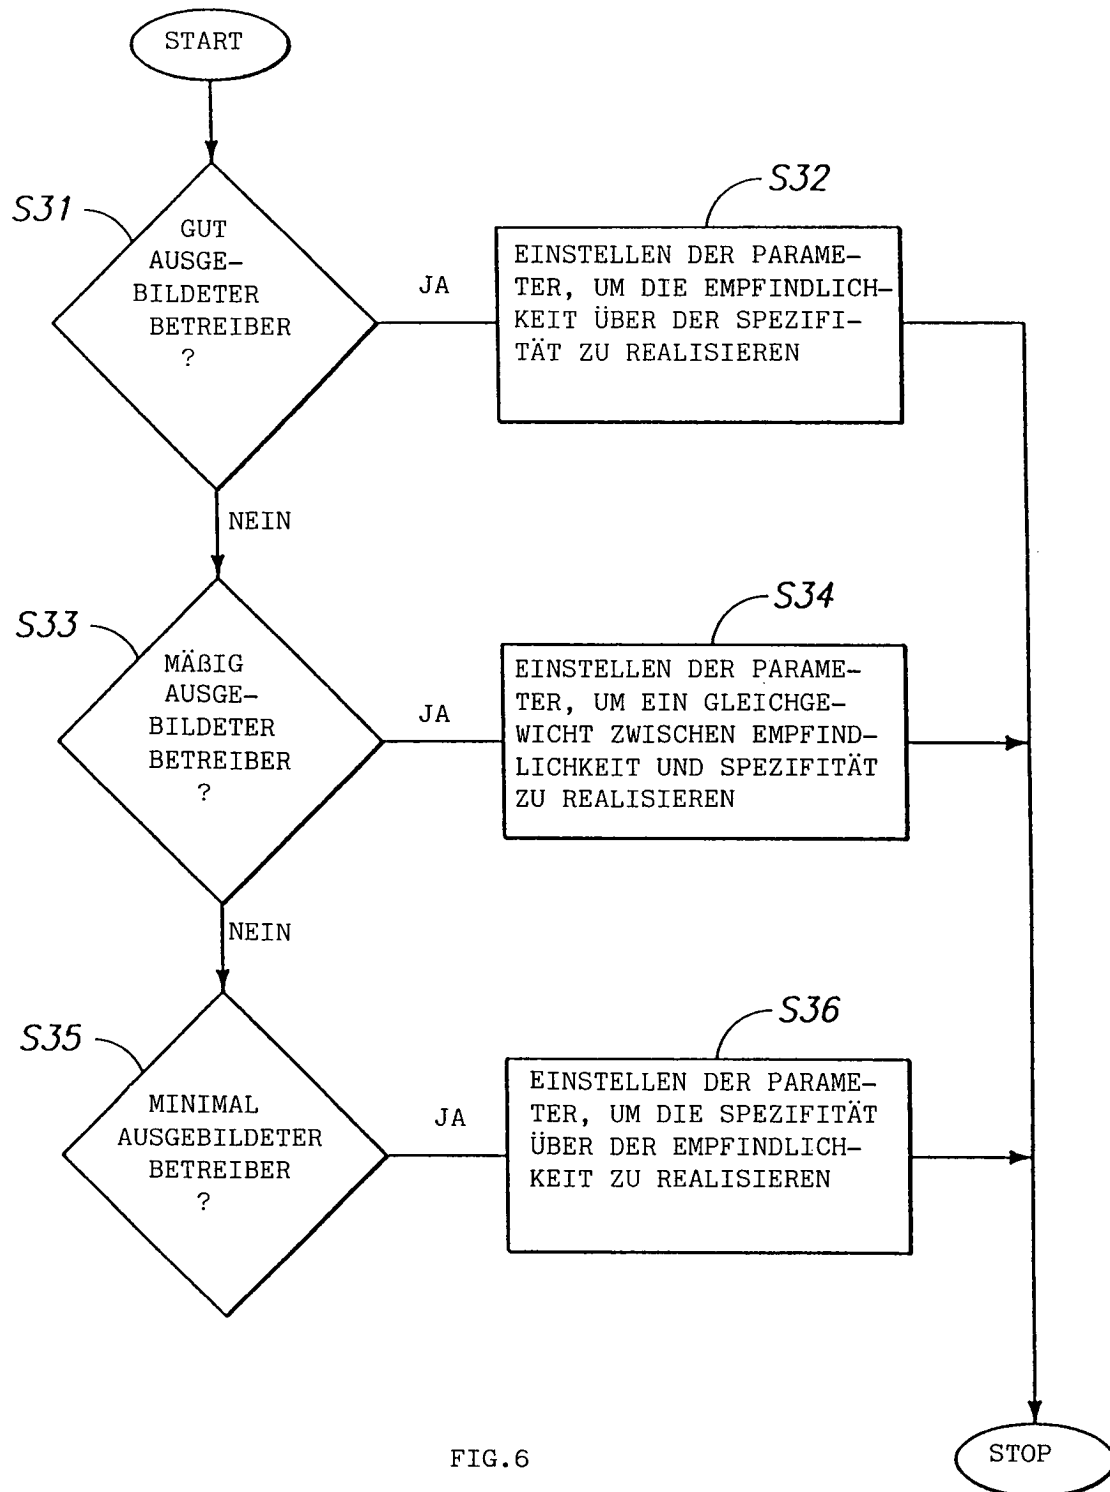 START
S31
GUT
AUSGE-
BILDETER
BETREIBER
?
JA
S32
EINSTELLEN DER PARAME-
TER, UM DIE EMPFINDLICH-
KEIT ÜBER DER SPEZIFI-
TÄT ZU REALISIEREN
NEIN
S33
MÄßIG
AUSGE-
BILDETER
BETREIBER
?
JA
S34
EINSTELLEN DER PARAME-
TER, UM EIN GLEICHGE-
WICHT ZWISCHEN EMPFIND-
LICHKEIT UND SPEZIFITÄT
ZU REALISIEREN
NEIN
S35
MINIMAL
AUSGEBILDETER
BETREIBER
?
JA
S36
EINSTELLEN DER PARAME-
TER, UM DIE SPEZIFITÄT
ÜBER DER EMPFINDLICH-
KEIT ZU REALISIEREN
STOP
FIG.6